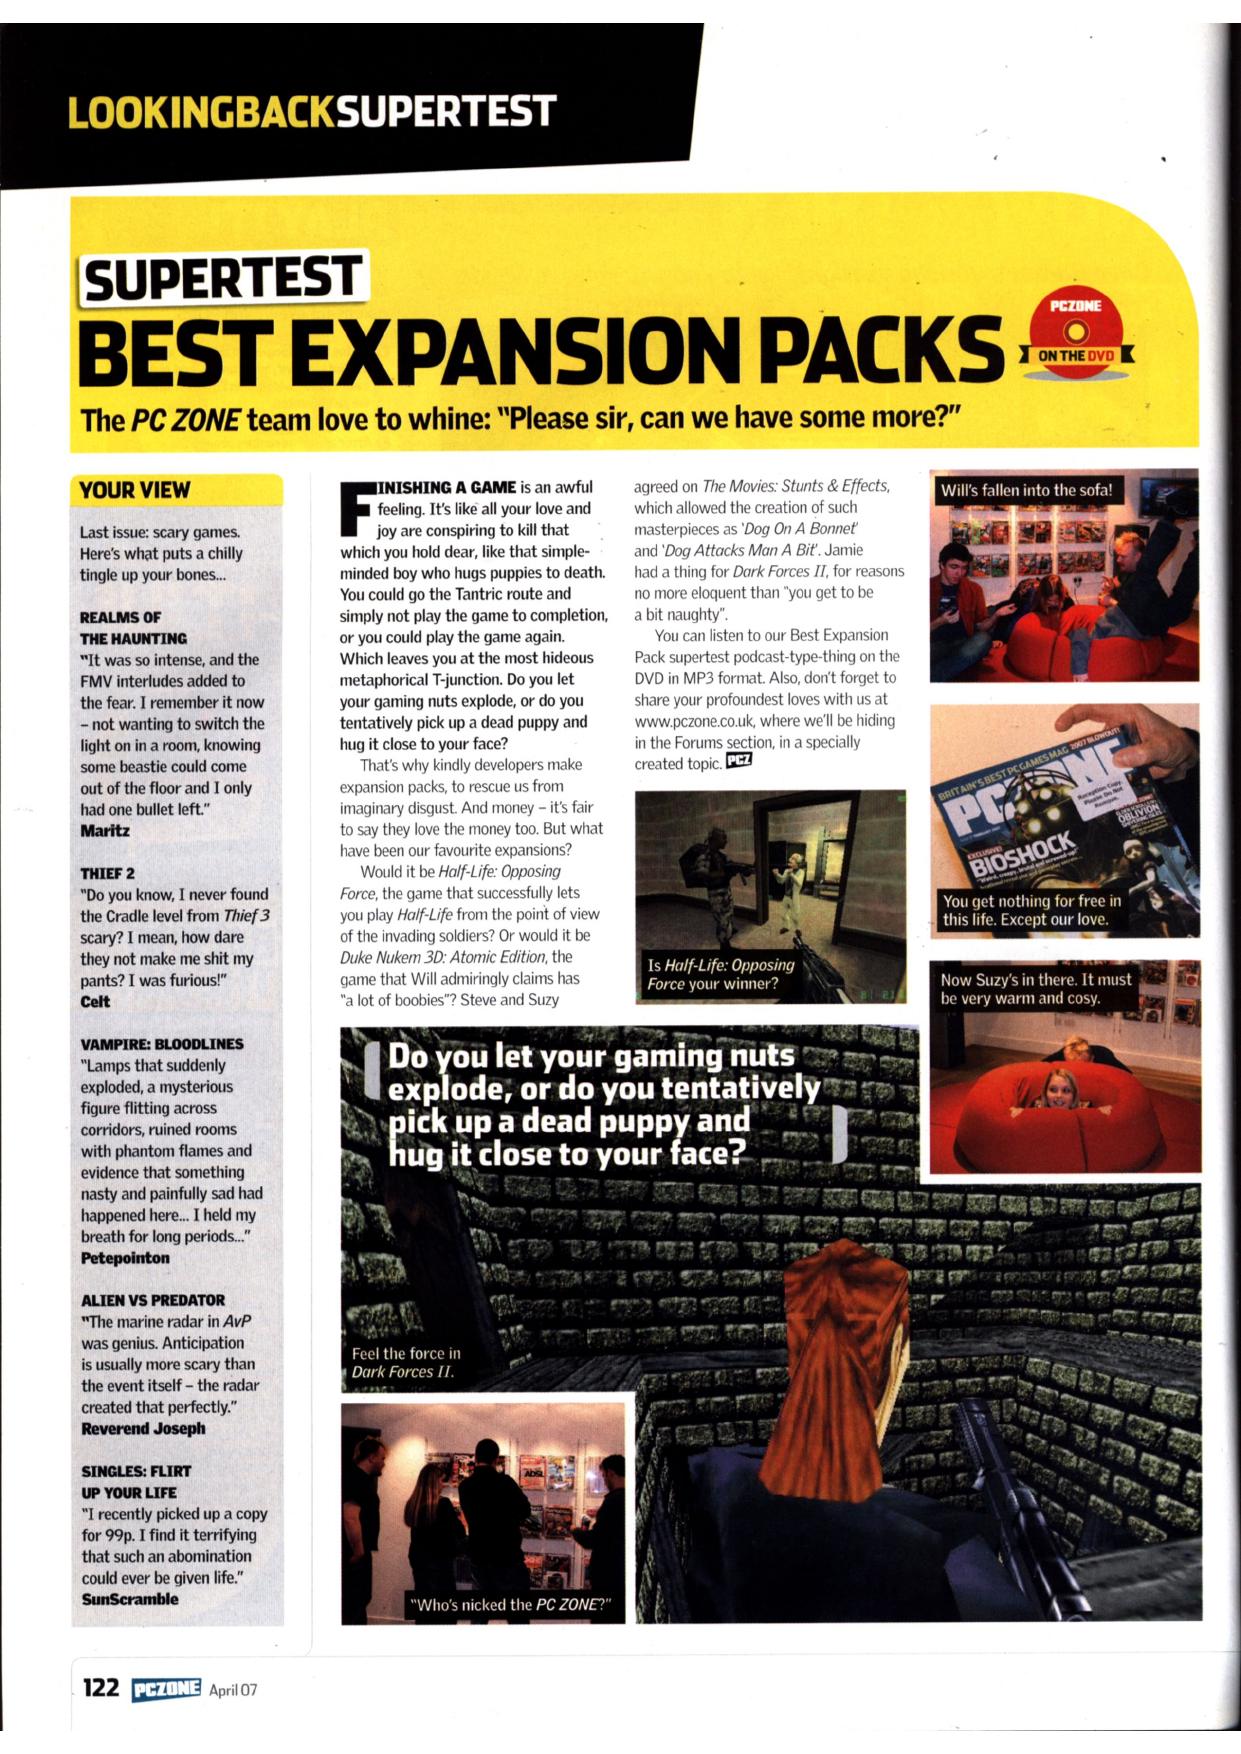 LOOKINGBACKSUPERTEST
SUPERTEST
BEST EXPANSION PACKS
PCZONE
ON THE DVD
The PC ZONE team love to whine: "Please sir, can we have some more?"
YOUR VIEW
Last issue: scary games.
Here's what puts a chilly
tingle up your bones...
REALMS OF
THE HAUNTING
"It was so intense, and the
FMV interludes added to
the fear. I remember it now
– not wanting to switch the
light on in a room, knowing
some beastie could come
out of the floor and I only
had one bullet left."
Maritz
THIEF 2
"Do you know, I never found
the Cradle level from Thief 3
scary? I mean, how dare
they not make me shit my
pants? I was furious!"
Celt
VAMPIRE: BLOODLINES
"Lamps that suddenly
exploded, a mysterious
figure flitting across
corridors, ruined rooms
with phantom flames and
evidence that something
nasty and painfully sad had
happened here... I held my
breath for long periods..."
Petepointon
ALIEN VS PREDATOR
"The marine radar in AvP
was genius. Anticipation
is usually more scary than
the event itself – the radar
created that perfectly."
Reverend Joseph
SINGLES: FLIRT
UP YOUR LIFE
"I recently picked up a copy
for 99p. I find it terrifying
that such an abomination
could ever be given life."
SunScramble
FINISHING A GAME is an awful
feeling. It's like all your love and
joy are conspiring to kill that
which you hold dear, like that simple-
minded boy who hugs puppies to death.
You could go the Tantric route and
simply not play the game to completion,
or you could play the game again.
Which leaves you at the most hideous
metaphorical T-junction. Do you let
your gaming nuts explode, or do you
tentatively pick up a dead puppy and
hug it close to your face?
That's why kindly developers make
expansion packs, to rescue us from
imaginary disgust. And money – it's fair
to say they love the money too. But what
have been our favourite expansions?
Would it be Half-Life: Opposing
Force, the game that successfully lets
you play Half-Life from the point of view
of the invading soldiers? Or would it be
Duke Nukem 3D: Atomic Edition, the
game that Will admiringly claims has
"a lot of boobies"? Steve and Suzy
agreed on The Movies: Stunts & Effects,
which allowed the creation of such
masterpieces as 'Dog On A Bonnet'
and 'Dog Attacks Man A Bit'. Jamie
had a thing for Dark Forces II, for reasons
no more eloquent than "you get to be
a bit naughty".
You can listen to our Best Expansion
Pack supertest podcast-type-thing on the
DVD in MP3 format. Also, don't forget to
share your profoundest loves with us at
www.pczone.co.uk, where we'll be hiding
in the Forums section, in a specially
created topic. PCZ
Is Half-Life: Opposing
Force your winner?
Will's fallen into the sofa!
BRITAIN'S BEST PC GAMES MAG 2007 BLOWOUT!
PC ZONE
Reception Copy
Please Do Not
Remove.
EXCLUSIVE!
BIOSHOCK
OBLIVION
You get nothing for free in
this life. Except our love.
Now Suzy's in there. It must
be very warm and cosy.
Do you let your gaming nuts
explode, or do you tentatively
pick up a dead puppy and
hug it close to your face?
Feel the force in
Dark Forces II.
ADSL
"Who's nicked the PC ZONE?"
122 PCZONE April 07